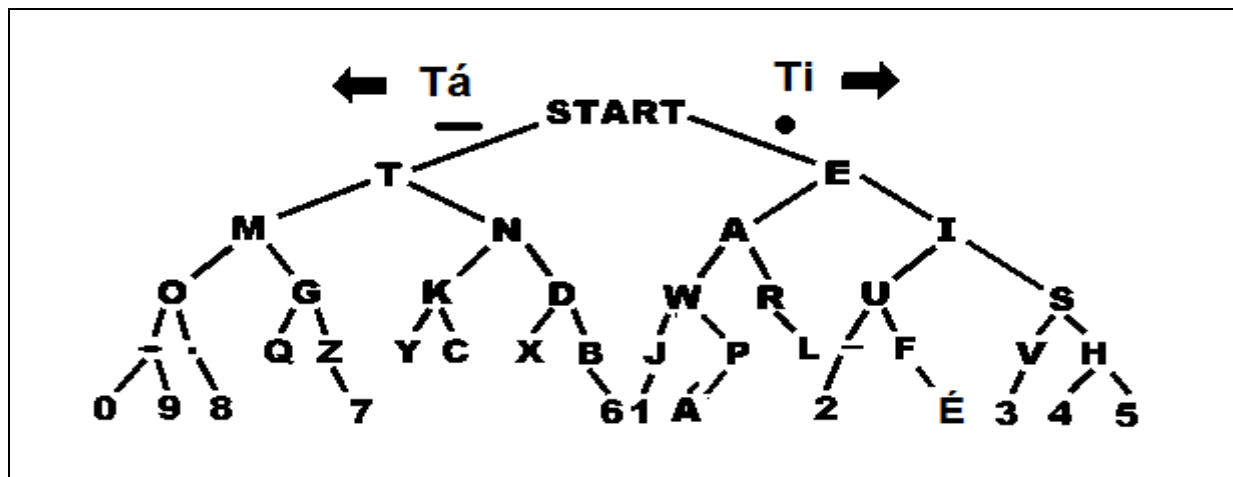 Tá Ti
START
T E
M N A I
O G K D W R U S
Q Z Y C X B J P L F V H
0 9 8 7 6 1 Á 2 É 3 4 5